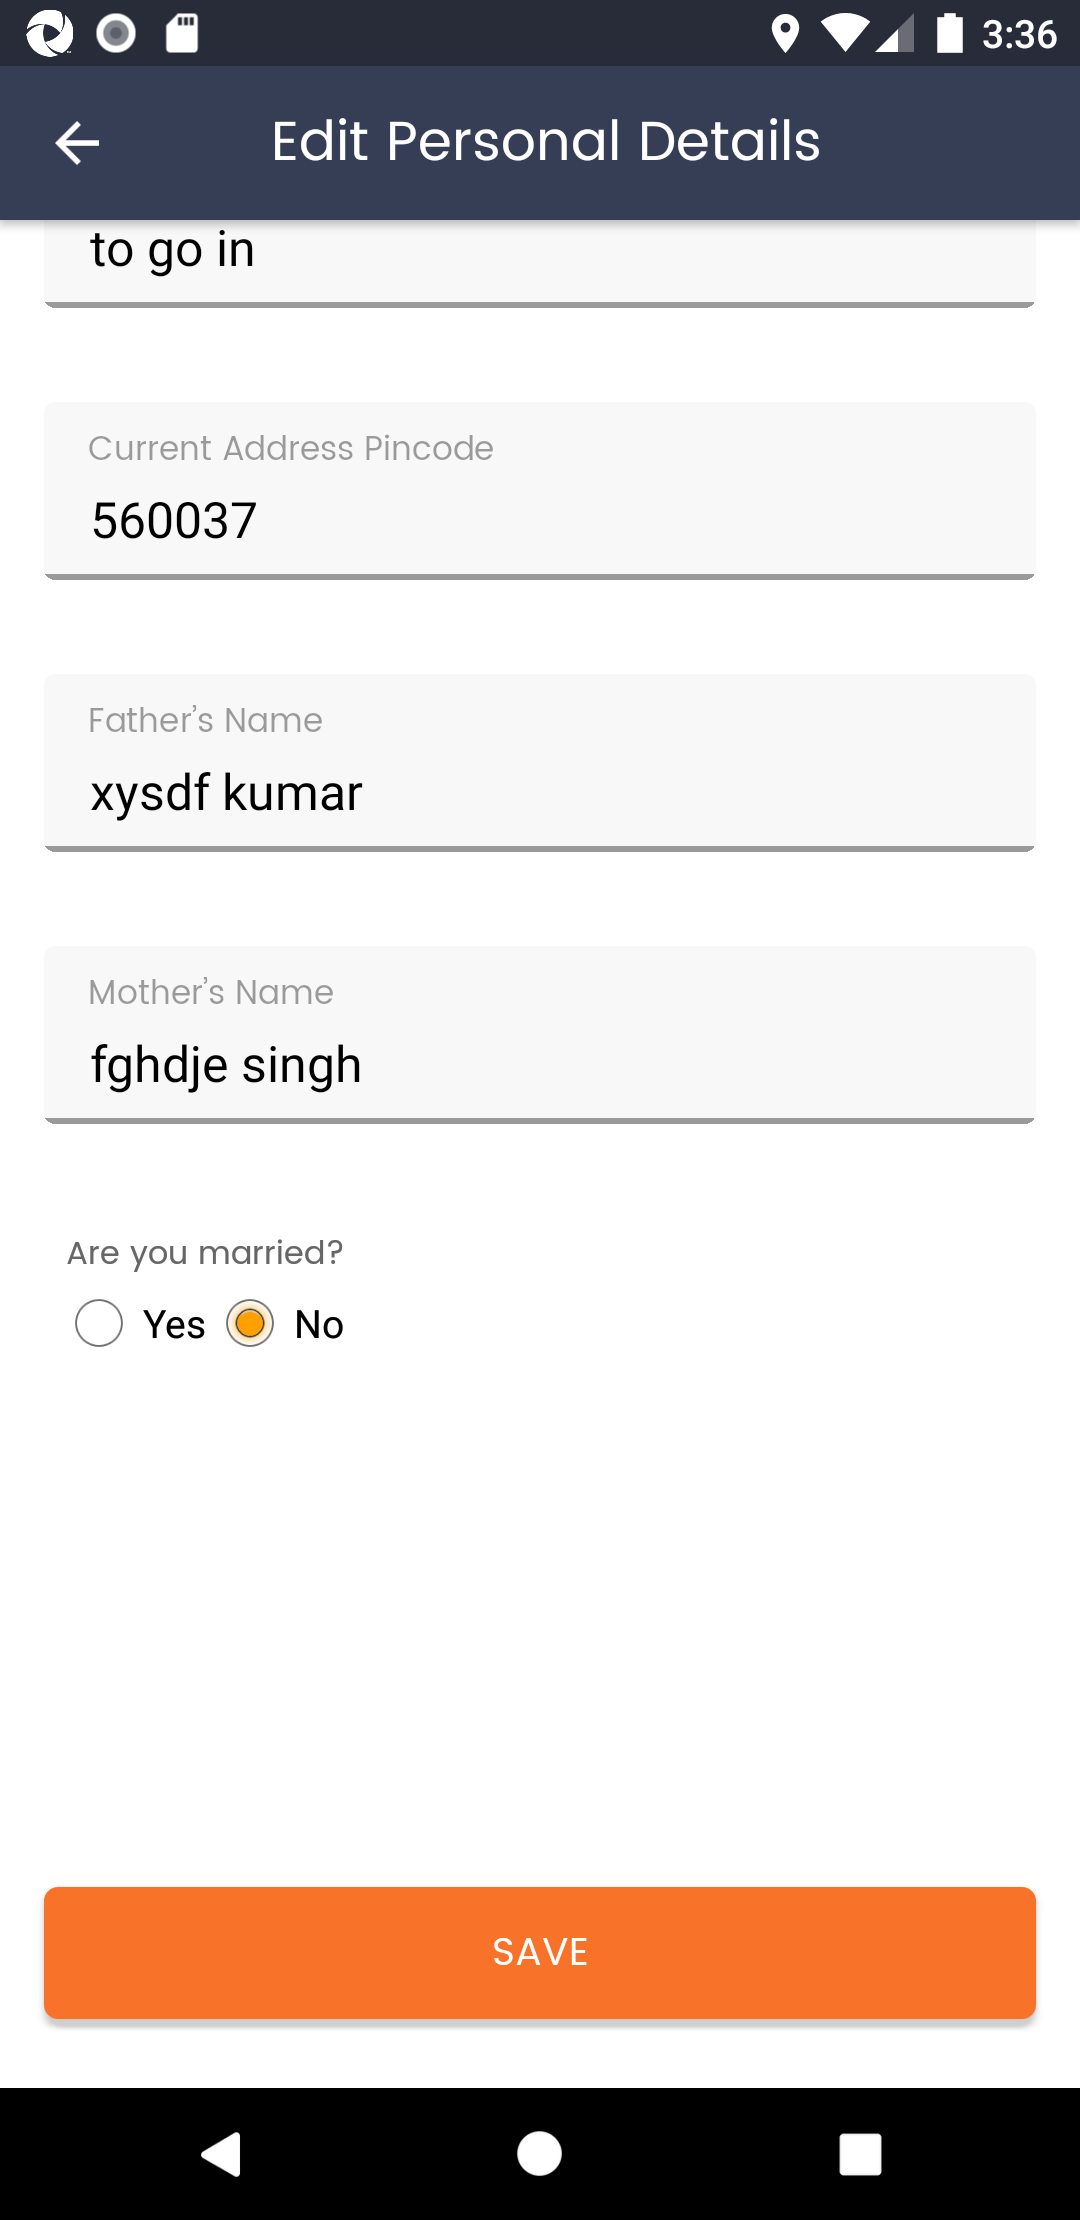 3:36
Edit Personal Details
to go in
Current Address Pincode
560037
Father's Name
xysdf kumar
Mother's Name
fghdje singh
Are you married?
Yes No
SAVE